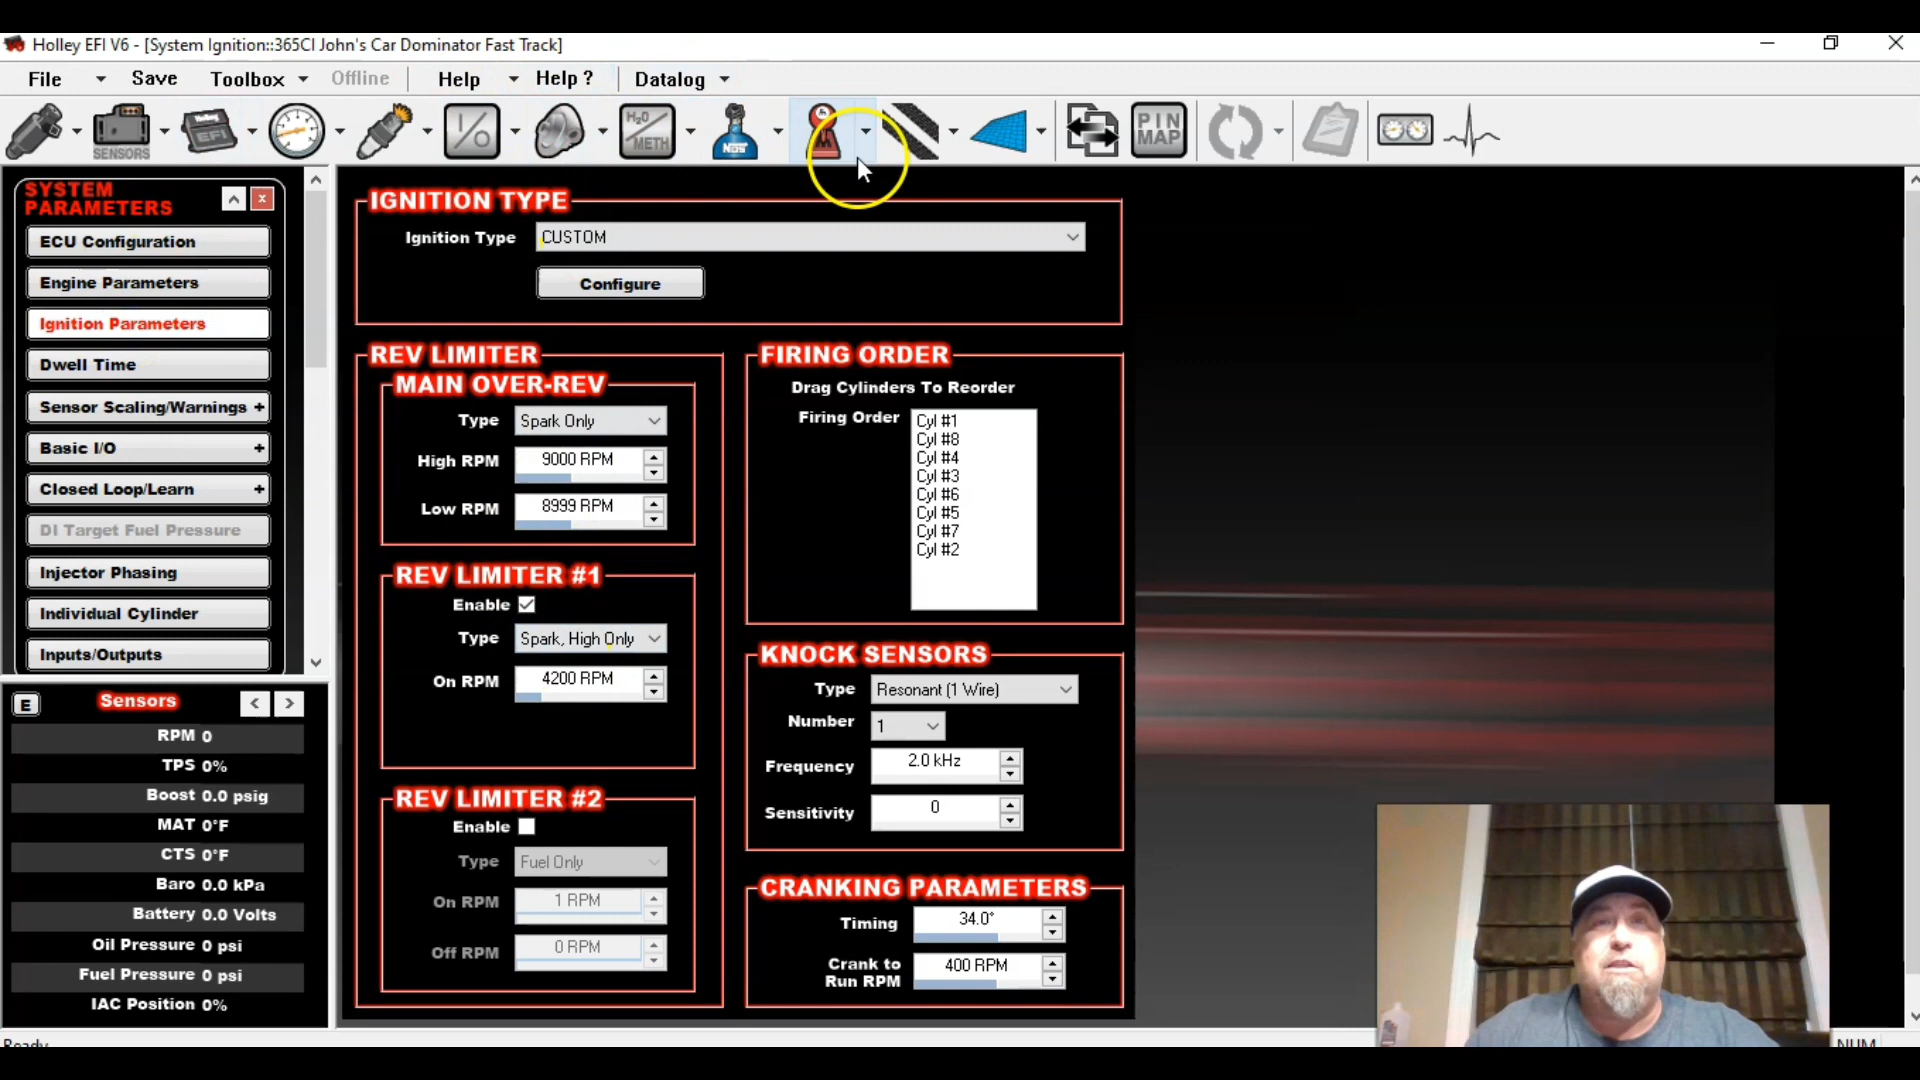 Holley EFI V6 - [System Ignition::365CI John's Car Dominator Fast Track]
File Save Toolbox Offline Help Help ? Datalog
SENSORS Holley EFI I/O H₂O METH NOS PIN MAP
SYSTEM PARAMETERS
ECU Configuration
Engine Parameters
Ignition Parameters
Dwell Time
Sensor Scaling/Warnings +
Basic I/O +
Closed Loop/Learn +
DI Target Fuel Pressure
Injector Phasing
Individual Cylinder
Inputs/Outputs
E Sensors < >
RPM 0
TPS 0%
Boost 0.0 psig
MAT 0°F
CTS 0°F
Baro 0.0 kPa
Battery 0.0 Volts
Oil Pressure 0 psi
Fuel Pressure 0 psi
IAC Position 0%
IGNITION TYPE
Ignition Type CUSTOM
Configure
REV LIMITER
MAIN OVER-REV
Type Spark Only
High RPM 9000 RPM
Low RPM 8999 RPM
REV LIMITER #1
Enable
Type Spark, High Only
On RPM 4200 RPM
REV LIMITER #2
Enable
Type Fuel Only
On RPM 1 RPM
Off RPM 0 RPM
FIRING ORDER
Drag Cylinders To Reorder
Firing Order Cyl #1
Cyl #8
Cyl #4
Cyl #3
Cyl #6
Cyl #5
Cyl #7
Cyl #2
KNOCK SENSORS
Type Resonant (1 Wire)
Number 1
Frequency 2.0 kHz
Sensitivity 0
CRANKING PARAMETERS
Timing 34.0°
Crank to
Run RPM 400 RPM
Ready NUM